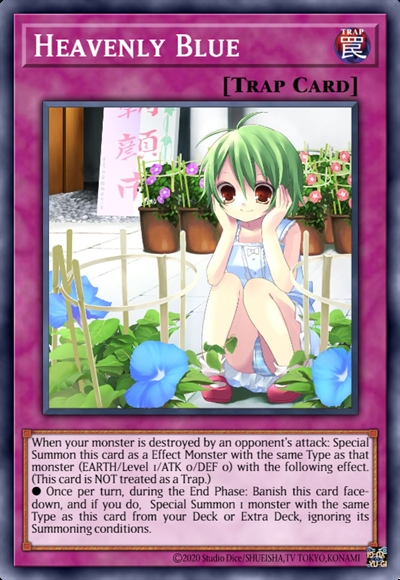 Heavenly Blue
TRAP
罠
[Trap Card]
朝
顔
市
When your monster is destroyed by an opponent's attack: Special
Summon this card as a Effect Monster with the same Type as that
monster (EARTH/Level 1/ATK 0/DEF 0) with the following effect.
(This card is NOT treated as a Trap.)
● Once per turn, during the End Phase: Banish this card face-
down, and if you do, Special Summon 1 monster with the same
Type as this card from your Deck or Extra Deck, ignoring its
Summoning conditions.
©2020 Studio Dice/SHUEISHA,TV TOKYO,KONAMI